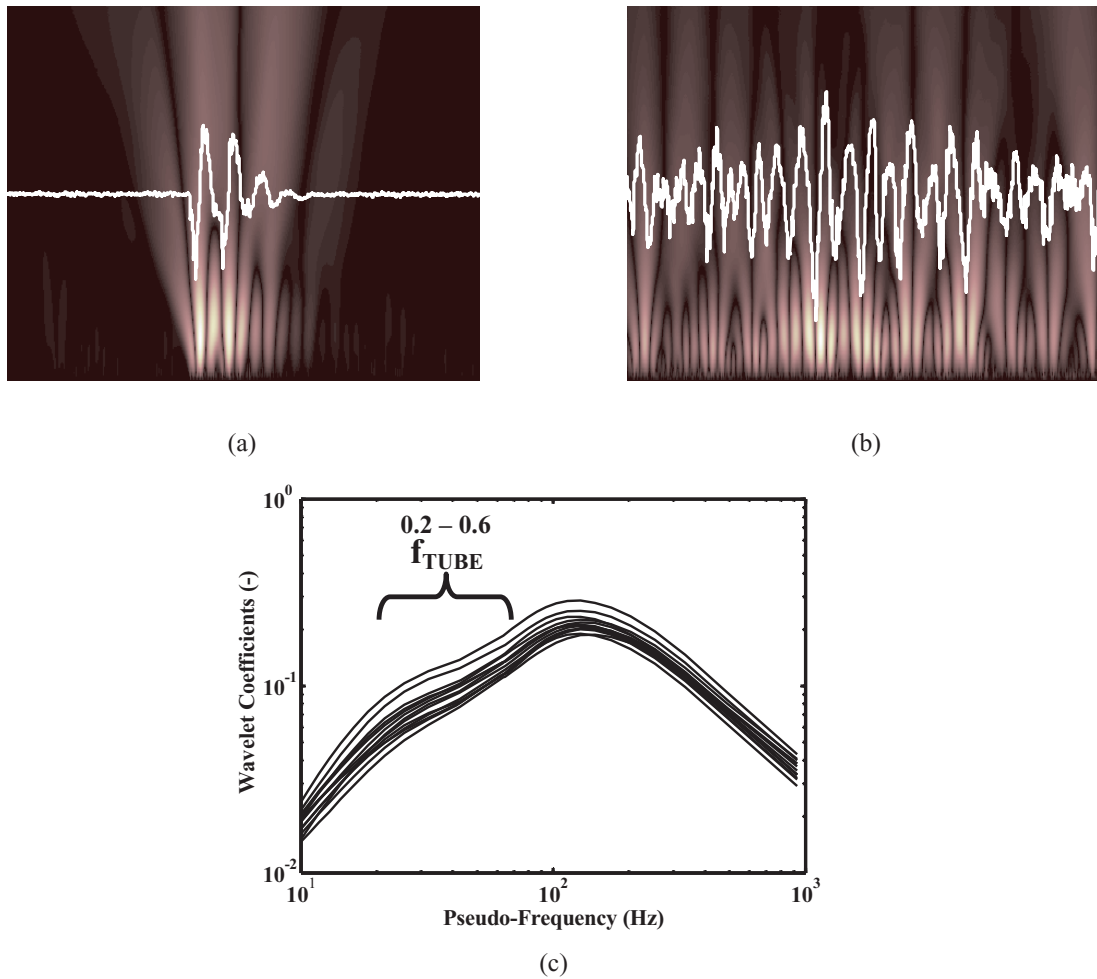 (a)
(b)
10^0
0.2 – 0.6
f_TUBE
10^-1
Wavelet Coefficients (-)
10^-2
10^1
10^2
10^3
Pseudo-Frequency (Hz)
(c)